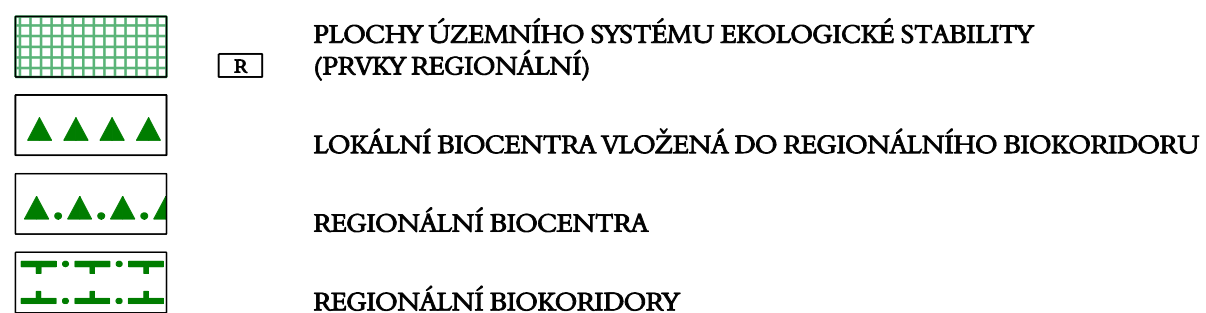 PLOCHY ÚZEMNÍHO SYSTÉMU EKOLOGICKÉ STABILITY
R (PRVKY REGIONÁLNÍ)
LOKÁLNÍ BIOCENTRA VLOŽENÁ DO REGIONÁLNÍHO BIOKORIDORU
REGIONÁLNÍ BIOCENTRA
REGIONÁLNÍ BIOKORIDORY